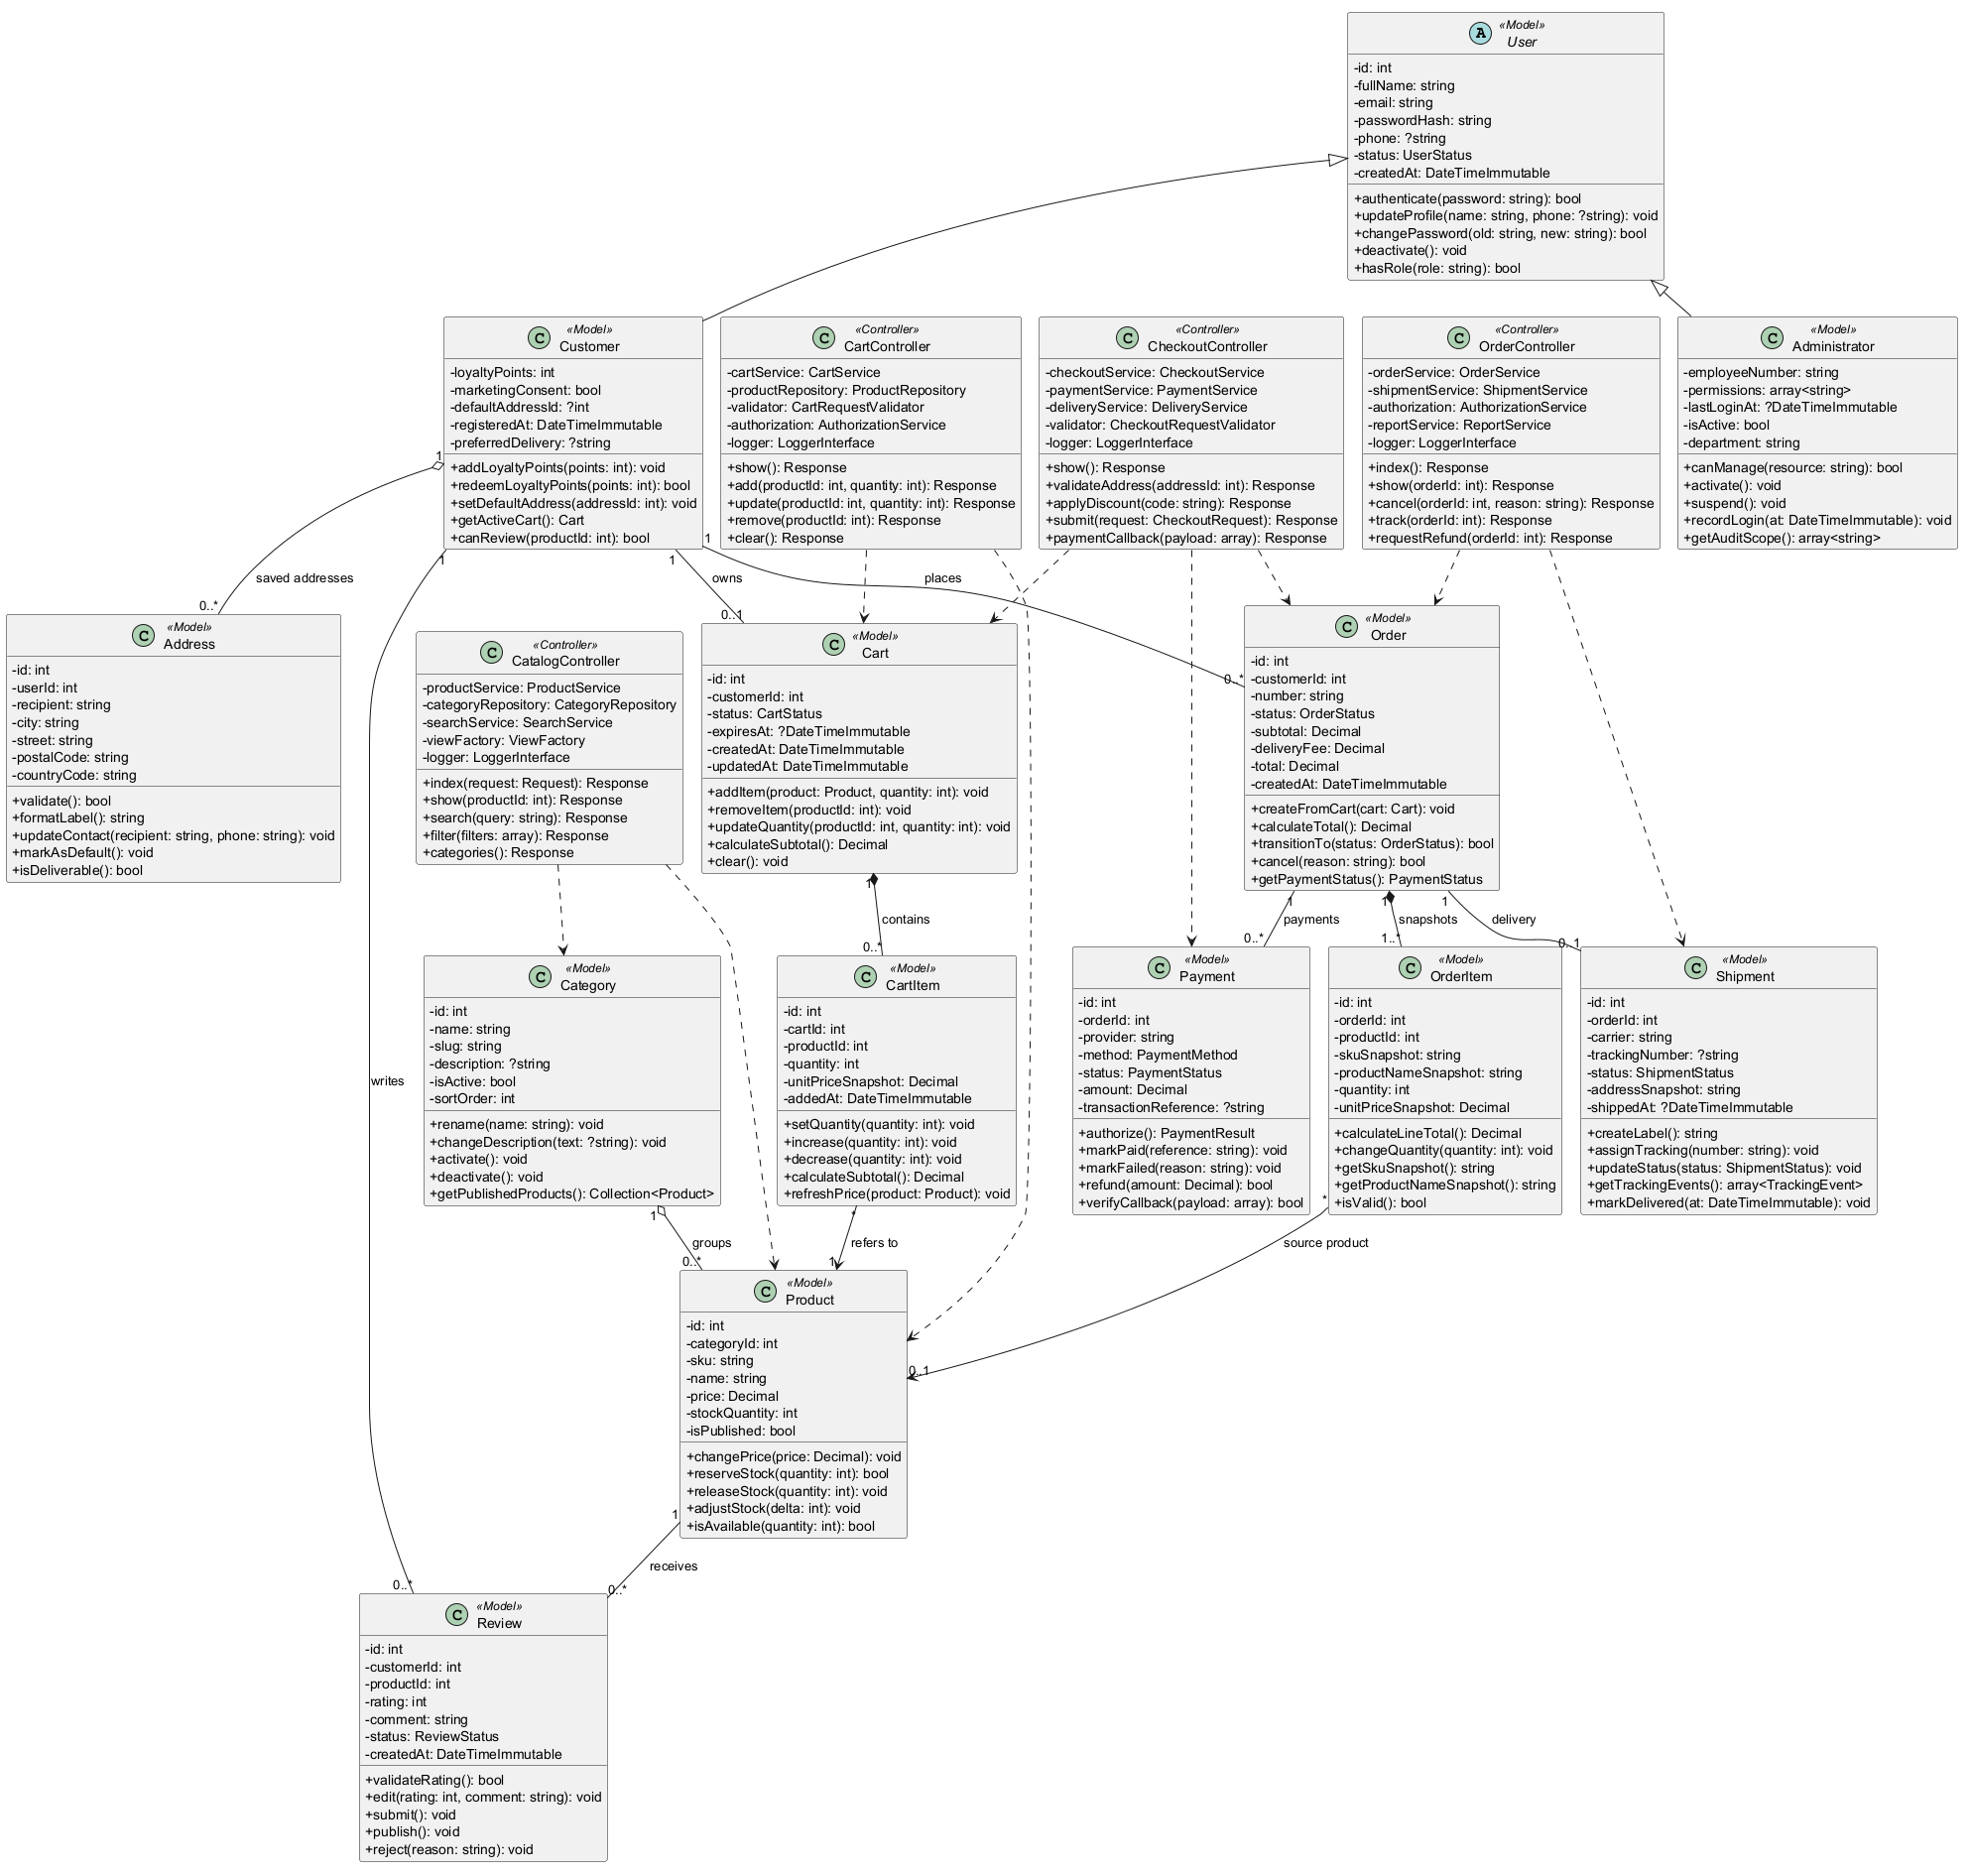 «Model»
A
User
-id: int
-fullName: string
-email: string
-passwordHash: string
-phone: ?string
-status: UserStatus
-createdAt: DateTimeImmutable
+authenticate(password: string): bool
+updateProfile(name: string, phone: ?string): void
+changePassword(old: string, new: string): bool
+deactivate(): void
+hasRole(role: string): bool
«Model»
C
Customer
-loyaltyPoints: int
-marketingConsent: bool
-defaultAddressId: ?int
-registeredAt: DateTimeImmutable
-preferredDelivery: ?string
+addLoyaltyPoints(points: int): void
+redeemLoyaltyPoints(points: int): bool
+setDefaultAddress(addressId: int): void
+getActiveCart(): Cart
+canReview(productId: int): bool
«Controller»
C
CartController
-cartService: CartService
-productRepository: ProductRepository
-validator: CartRequestValidator
-authorization: AuthorizationService
-logger: LoggerInterface
+show(): Response
+add(productId: int, quantity: int): Response
+update(productId: int, quantity: int): Response
+remove(productId: int): Response
+clear(): Response
«Controller»
C
CheckoutController
-checkoutService: CheckoutService
-paymentService: PaymentService
-deliveryService: DeliveryService
-validator: CheckoutRequestValidator
-logger: LoggerInterface
+show(): Response
+validateAddress(addressId: int): Response
+applyDiscount(code: string): Response
+submit(request: CheckoutRequest): Response
+paymentCallback(payload: array): Response
«Controller»
C
OrderController
-orderService: OrderService
-shipmentService: ShipmentService
-authorization: AuthorizationService
-reportService: ReportService
-logger: LoggerInterface
+index(): Response
+show(orderId: int): Response
+cancel(orderId: int, reason: string): Response
+track(orderId: int): Response
+requestRefund(orderId: int): Response
«Model»
C
Administrator
-employeeNumber: string
-permissions: array<string>
-lastLoginAt: ?DateTimeImmutable
-isActive: bool
-department: string
+canManage(resource: string): bool
+activate(): void
+suspend(): void
+recordLogin(at: DateTimeImmutable): void
+getAuditScope(): array<string>
1
saved addresses
0..*
1
writes
0..*
1
owns
0..1
1
places
0..*
«Model»
C
Address
-id: int
-userId: int
-recipient: string
-city: string
-street: string
-postalCode: string
-countryCode: string
+validate(): bool
+formatLabel(): string
+updateContact(recipient: string, phone: string): void
+markAsDefault(): void
+isDeliverable(): bool
«Controller»
C
CatalogController
-productService: ProductService
-categoryRepository: CategoryRepository
-searchService: SearchService
-viewFactory: ViewFactory
-logger: LoggerInterface
+index(request: Request): Response
+show(productId: int): Response
+search(query: string): Response
+filter(filters: array): Response
+categories(): Response
«Model»
C
Cart
-id: int
-customerId: int
-status: CartStatus
-expiresAt: ?DateTimeImmutable
-createdAt: DateTimeImmutable
-updatedAt: DateTimeImmutable
+addItem(product: Product, quantity: int): void
+removeItem(productId: int): void
+updateQuantity(productId: int, quantity: int): void
+calculateSubtotal(): Decimal
+clear(): void
«Model»
C
Order
-id: int
-customerId: int
-number: string
-status: OrderStatus
-subtotal: Decimal
-deliveryFee: Decimal
-total: Decimal
-createdAt: DateTimeImmutable
+createFromCart(cart: Cart): void
+calculateTotal(): Decimal
+transitionTo(status: OrderStatus): bool
+cancel(reason: string): bool
+getPaymentStatus(): PaymentStatus
1
contains
0..*
1
payments
0..*
1
snapshots
1..*
1
delivery
0..1
«Model»
C
Category
-id: int
-name: string
-slug: string
-description: ?string
-isActive: bool
-sortOrder: int
+rename(name: string): void
+changeDescription(text: ?string): void
+activate(): void
+deactivate(): void
+getPublishedProducts(): Collection<Product>
«Model»
C
CartItem
-id: int
-cartId: int
-productId: int
-quantity: int
-unitPriceSnapshot: Decimal
-addedAt: DateTimeImmutable
+setQuantity(quantity: int): void
+increase(quantity: int): void
+decrease(quantity: int): void
+calculateSubtotal(): Decimal
+refreshPrice(product: Product): void
«Model»
C
Payment
-id: int
-orderId: int
-provider: string
-method: PaymentMethod
-status: PaymentStatus
-amount: Decimal
-transactionReference: ?string
+authorize(): PaymentResult
+markPaid(reference: string): void
+markFailed(reason: string): void
+refund(amount: Decimal): bool
+verifyCallback(payload: array): bool
«Model»
C
OrderItem
-id: int
-orderId: int
-productId: int
-skuSnapshot: string
-productNameSnapshot: string
-quantity: int
-unitPriceSnapshot: Decimal
+calculateLineTotal(): Decimal
+changeQuantity(quantity: int): void
+getSkuSnapshot(): string
+getProductNameSnapshot(): string
+isValid(): bool
«Model»
C
Shipment
-id: int
-orderId: int
-carrier: string
-trackingNumber: ?string
-status: ShipmentStatus
-addressSnapshot: string
-shippedAt: ?DateTimeImmutable
+createLabel(): string
+assignTracking(number: string): void
+updateStatus(status: ShipmentStatus): void
+getTrackingEvents(): array<TrackingEvent>
+markDelivered(at: DateTimeImmutable): void
1
groups
0..*
*
refers to
1
*
source product
0..1
«Model»
C
Product
-id: int
-categoryId: int
-sku: string
-name: string
-price: Decimal
-stockQuantity: int
-isPublished: bool
+changePrice(price: Decimal): void
+reserveStock(quantity: int): bool
+releaseStock(quantity: int): void
+adjustStock(delta: int): void
+isAvailable(quantity: int): bool
1
receives
0..*
«Model»
C
Review
-id: int
-customerId: int
-productId: int
-rating: int
-comment: string
-status: ReviewStatus
-createdAt: DateTimeImmutable
+validateRating(): bool
+edit(rating: int, comment: string): void
+submit(): void
+publish(): void
+reject(reason: string): void